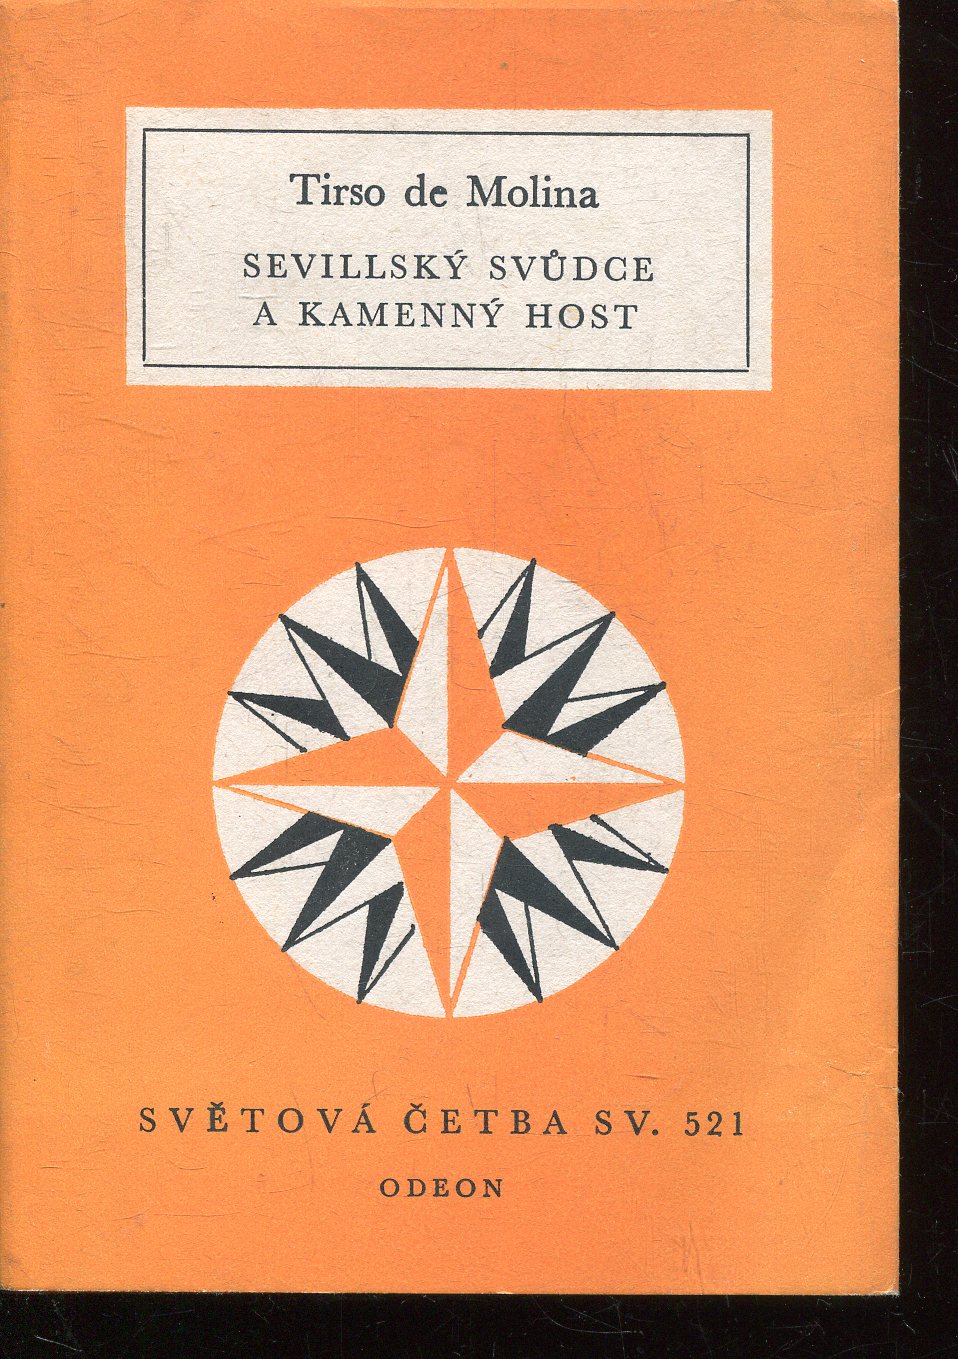 Tirso de Molina
SEVILLSKÝ SVŮDCE
A KAMENNÝ HOST
SVĚTOVÁ ČETBA SV. 521
ODEON